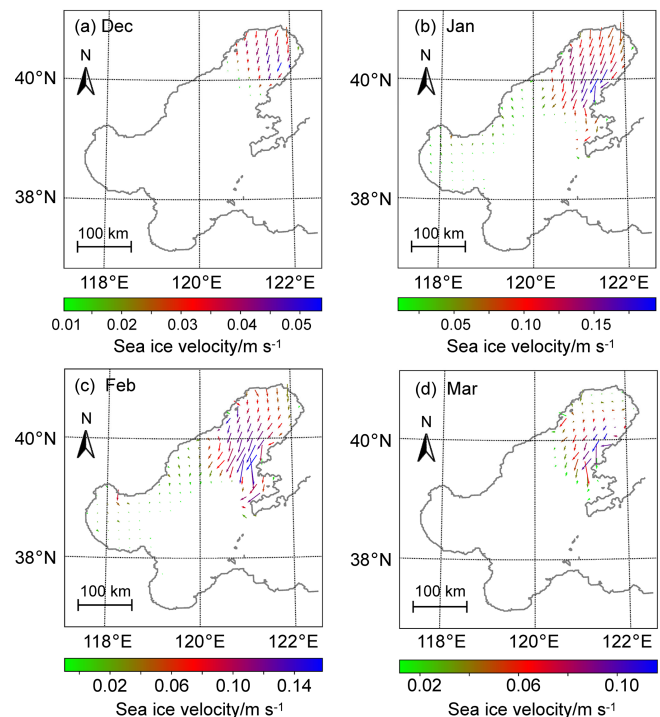 (a) Dec
N
40°N
38°N
100 km
118°E 120°E 122°E
0.01 0.02 0.03 0.04 0.05
Sea ice velocity/m s-1
(b) Jan
N
40°N
38°N
100 km
118°E 120°E 122°E
0.05 0.10 0.15
Sea ice velocity/m s-1
(c) Feb
N
40°N
38°N
100 km
118°E 120°E 122°E
0.02 0.06 0.10 0.14
Sea ice velocity/m s-1
(d) Mar
N
40°N
38°N
100 km
118°E 120°E 122°E
0.02 0.06 0.10
Sea ice velocity/m s-1